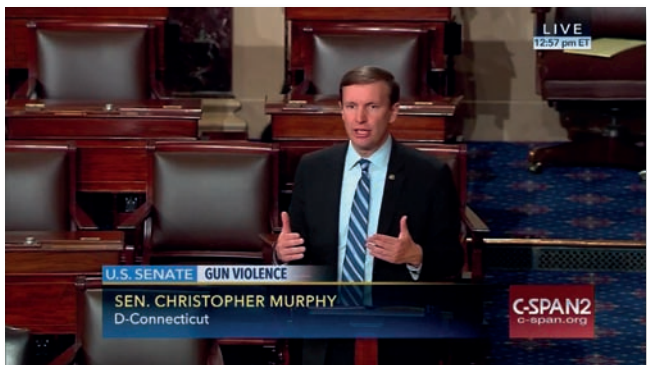 LIVE
12:57 pm ET
U.S. SENATE GUN VIOLENCE
SEN. CHRISTOPHER MURPHY
D-Connecticut
C-SPAN2
c-span.org